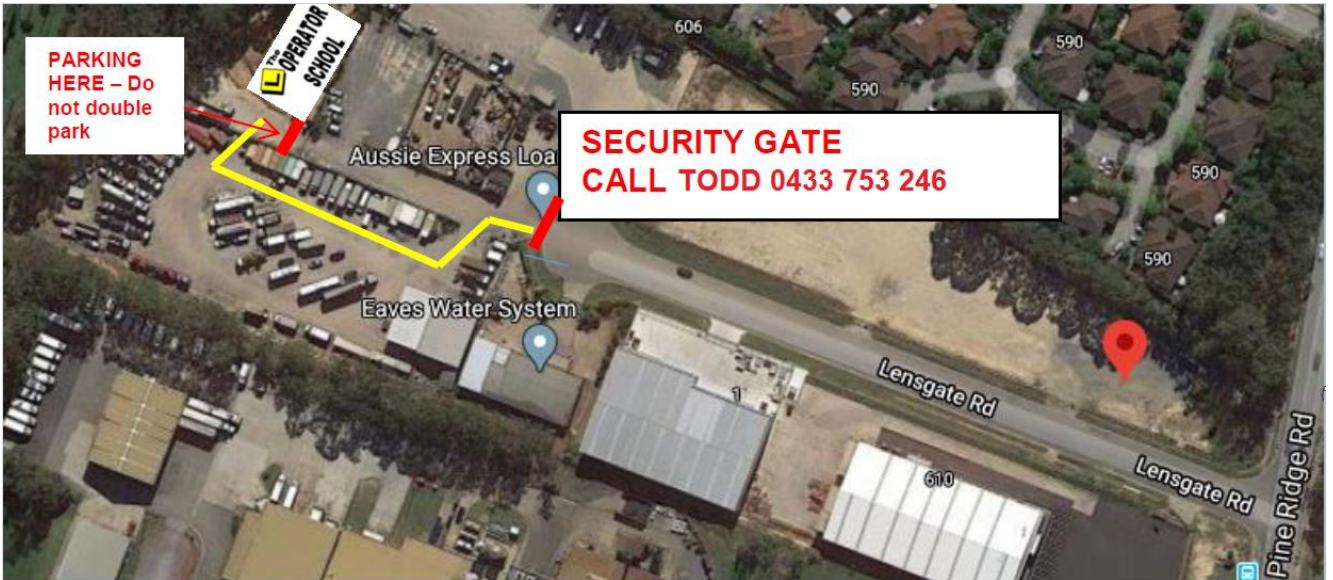 606
590
PARKING
HERE – Do
not double
park
L The
OPERATOR
SCHOOL
590
Aussie Express Loa
SECURITY GATE
CALL TODD 0433 753 246
590
590
Eaves Water System
1
Lensgate Rd
610
Lensgate Rd
Pine Ridge Rd